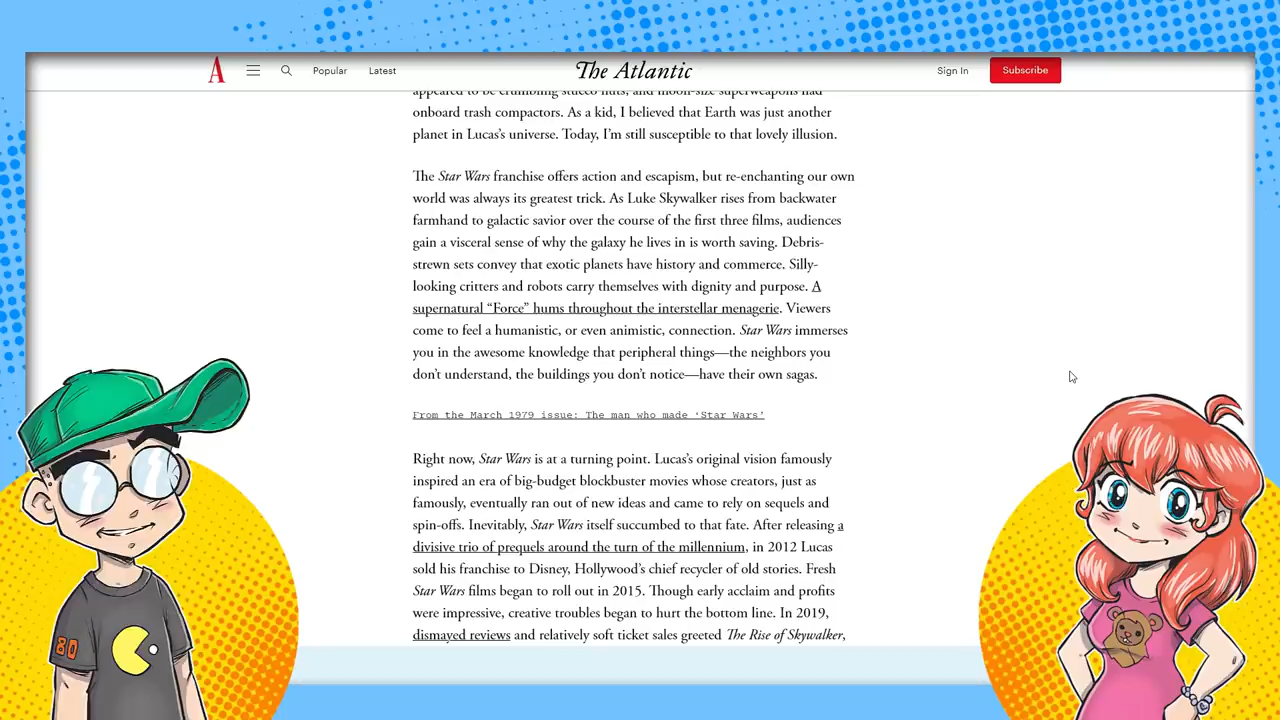 A
Popular
Latest
The Atlantic
Sign In
Subscribe
appeared to be crumbling stucco huts, and moon-size superweapons had
onboard trash compactors. As a kid, I believed that Earth was just another
planet in Lucas’s universe. Today, I’m still susceptible to that lovely illusion.
The Star Wars franchise offers action and escapism, but re-enchanting our own
world was always its greatest trick. As Luke Skywalker rises from backwater
farmhand to galactic savior over the course of the first three films, audiences
gain a visceral sense of why the galaxy he lives in is worth saving. Debris-
strewn sets convey that exotic planets have history and commerce. Silly-
looking critters and robots carry themselves with dignity and purpose. A
supernatural “Force” hums throughout the interstellar menagerie. Viewers
come to feel a humanistic, or even animistic, connection. Star Wars immerses
you in the awesome knowledge that peripheral things—the neighbors you
don’t understand, the buildings you don’t notice—have their own sagas.
From the March 1979 issue: The man who made ‘Star Wars’
Right now, Star Wars is at a turning point. Lucas’s original vision famously
inspired an era of big-budget blockbuster movies whose creators, just as
famously, eventually ran out of new ideas and came to rely on sequels and
spin-offs. Inevitably, Star Wars itself succumbed to that fate. After releasing a
divisive trio of prequels around the turn of the millennium, in 2012 Lucas
sold his franchise to Disney, Hollywood’s chief recycler of old stories. Fresh
Star Wars films began to roll out in 2015. Though early acclaim and profits
were impressive, creative troubles began to hurt the bottom line. In 2019,
dismayed reviews and relatively soft ticket sales greeted The Rise of Skywalker,
80